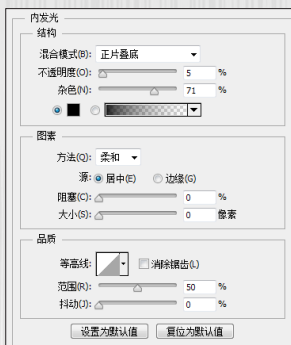 内发光
结构
混合模式(B): 正片叠底
不透明度(O): 5 %
杂色(N): 71 %
图素
方法(Q): 柔和
源: 居中(E) 边缘(G)
阻塞(C): 0 %
大小(S): 0 像素
品质
等高线: 消除锯齿(L)
范围(R): 50 %
抖动(J): 0 %
设置为默认值 复位为默认值